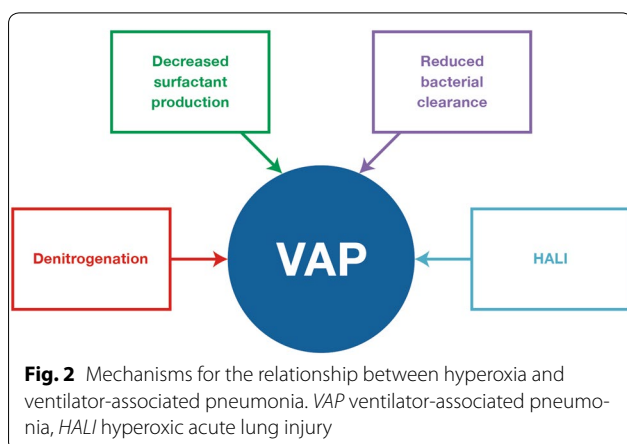 Decreased
surfactant
production
Reduced
bacterial
clearance
Denitrogenation
VAP
HALI
Fig. 2 Mechanisms for the relationship between hyperoxia and
ventilator-associated pneumonia. VAP ventilator-associated pneumo-
nia, HALI hyperoxic acute lung injury